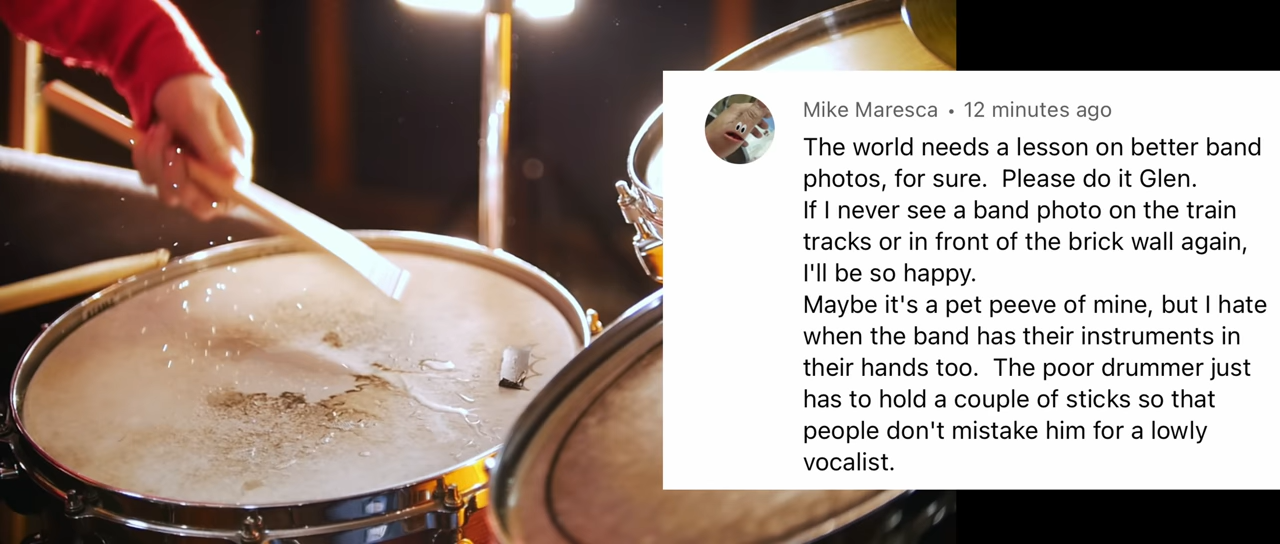 Mike Maresca • 12 minutes ago
The world needs a lesson on better band
photos, for sure.  Please do it Glen.
If I never see a band photo on the train
tracks or in front of the brick wall again,
I'll be so happy.
Maybe it's a pet peeve of mine, but I hate
when the band has their instruments in
their hands too.  The poor drummer just
has to hold a couple of sticks so that
people don't mistake him for a lowly
vocalist.